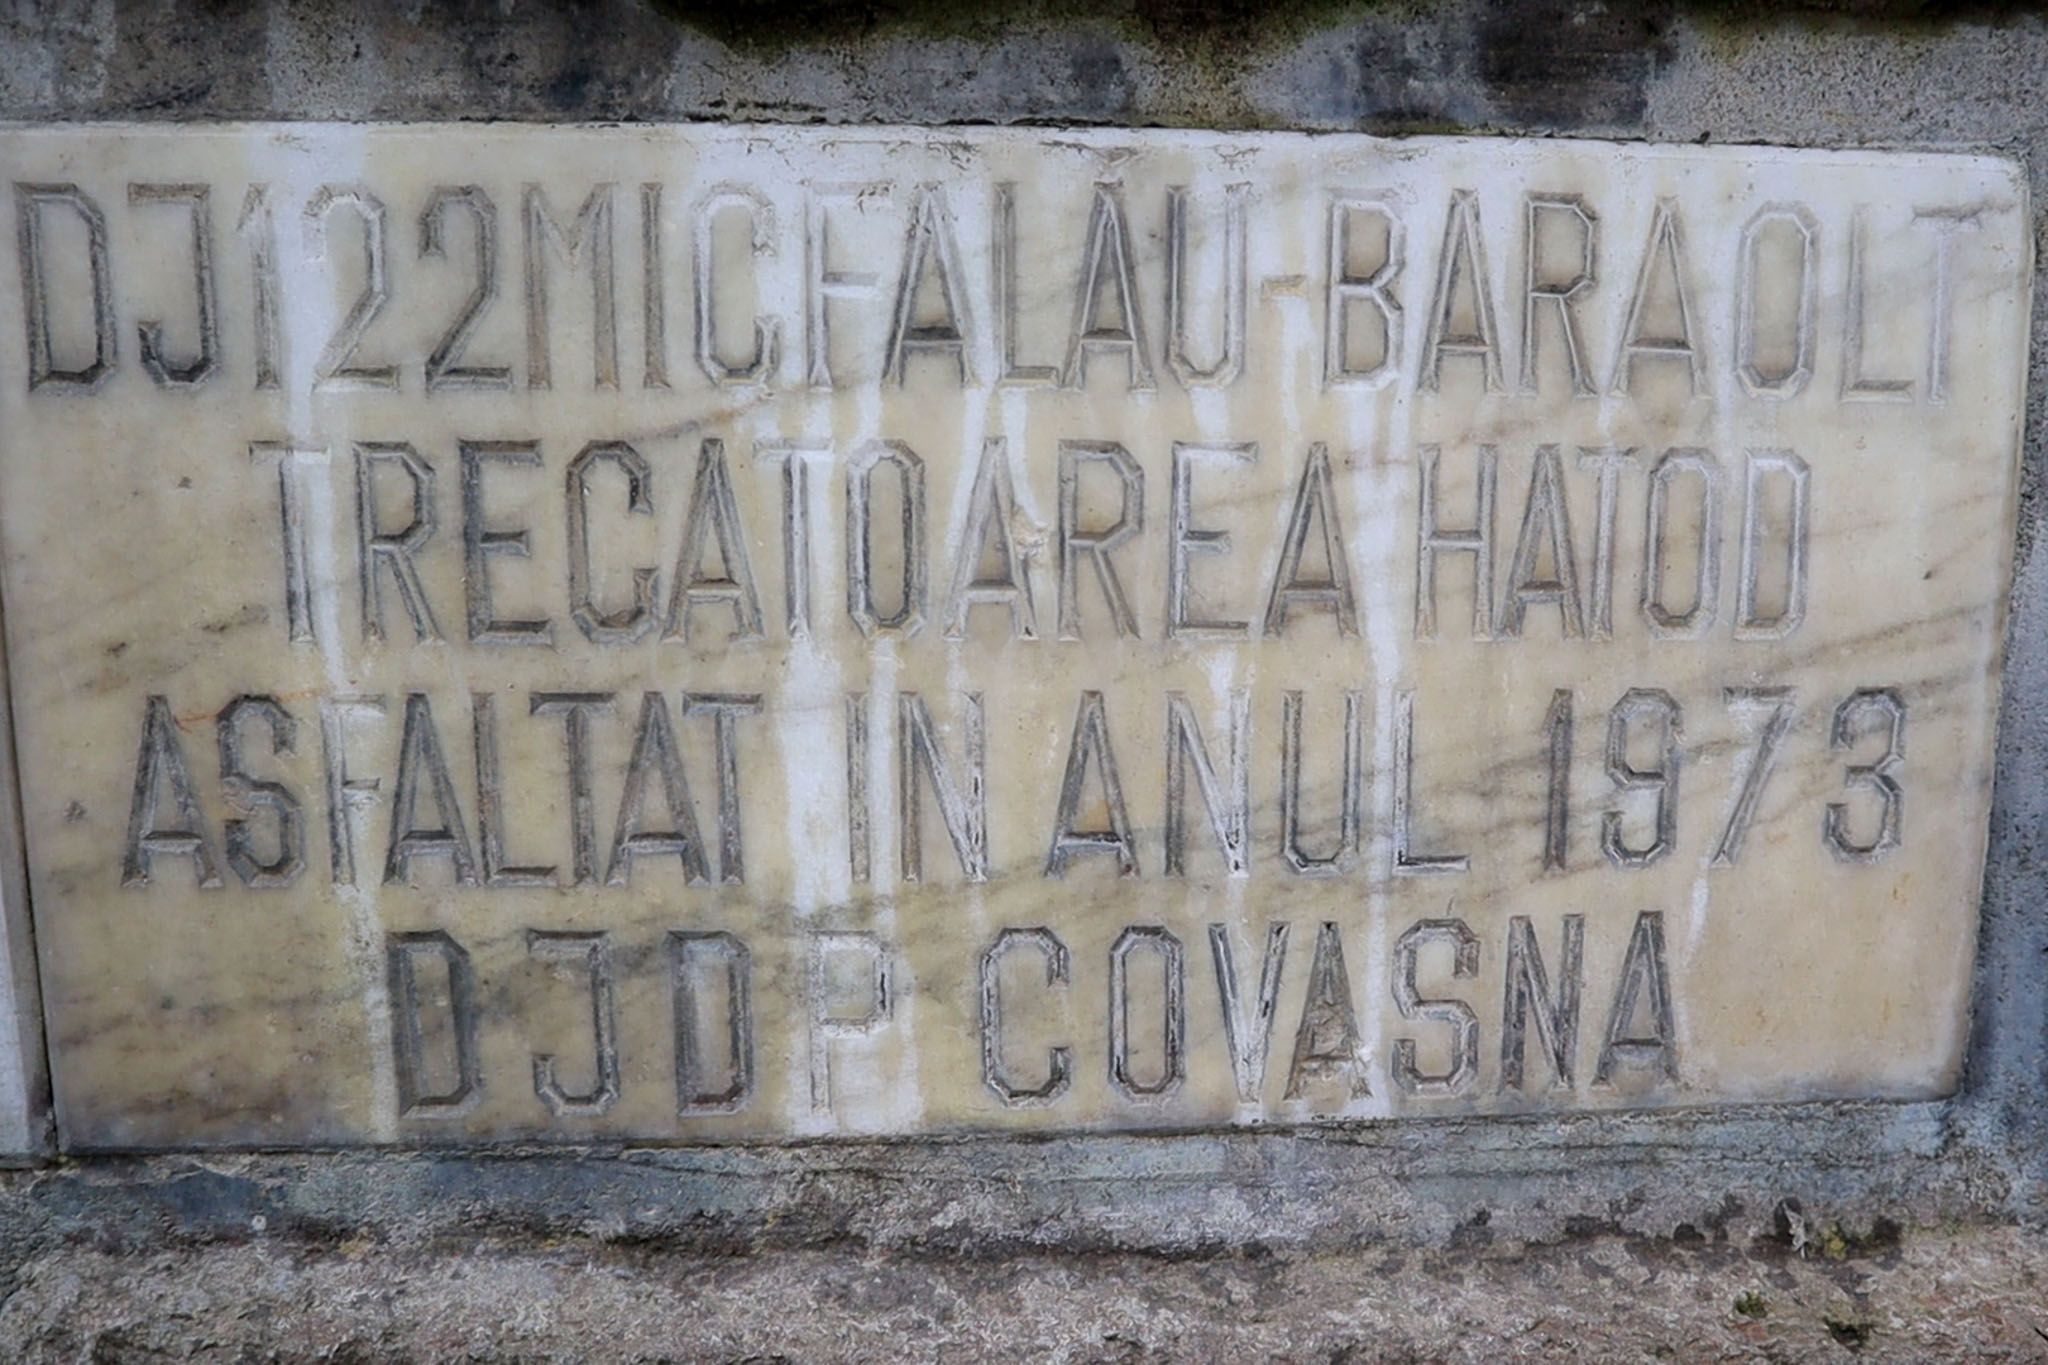 DJ122MICFALĂU-BARAOLT
TRECATOAREA HATOD
ASFALTAT IN ANUL 1973
DJDP COVASNA